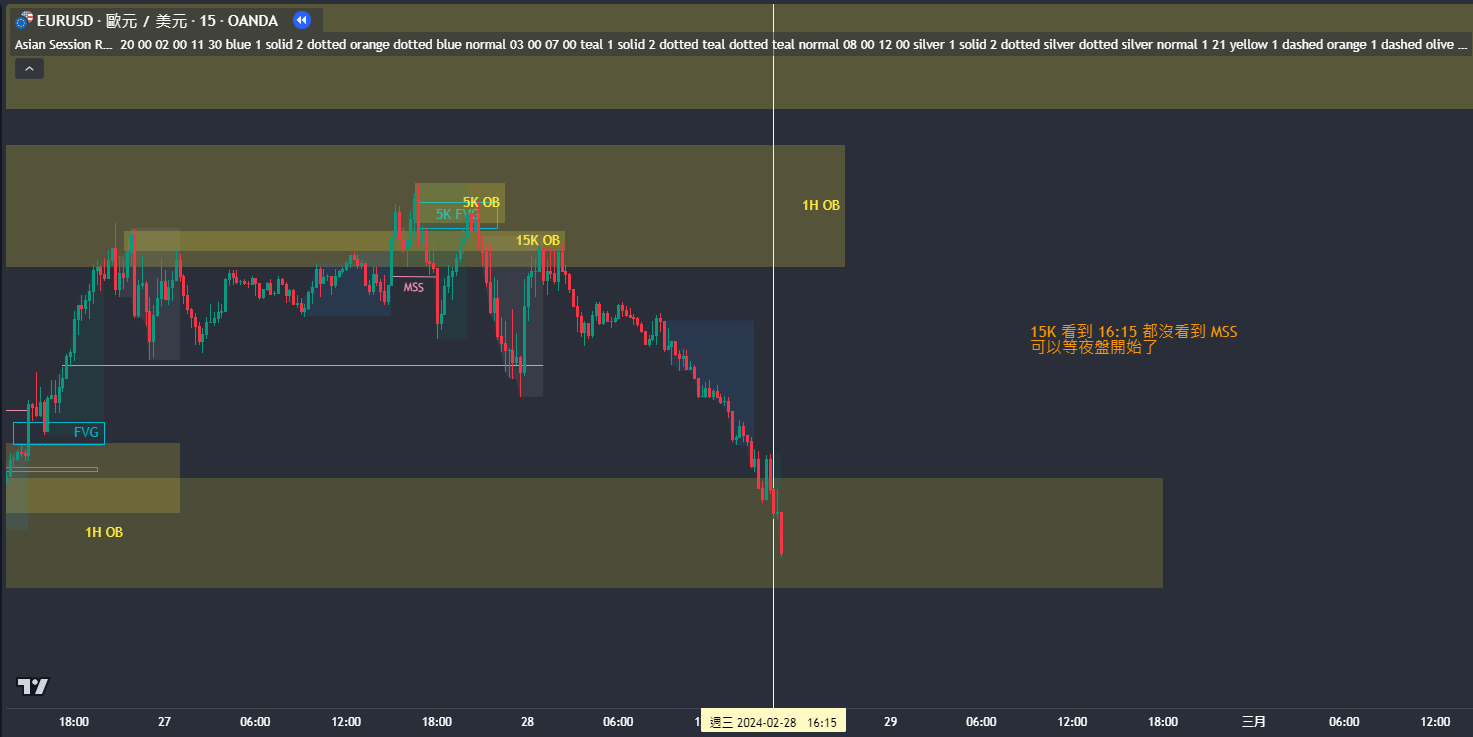 EURUSD · 歐元 / 美元 · 15 · OANDA
Asian Session R... 20 00 02 00 11 30 blue 1 solid 2 dotted orange dotted blue normal 03 00 07 00 teal 1 solid 2 dotted teal dotted teal normal 08 00 12 00 silver 1 solid 2 dotted silver dotted silver normal 1 21 yellow 1 dashed orange 1 dashed olive ...
5K OB
1H OB
5K FVG
15K OB
MSS
15K 看到 16:15 都沒看到 MSS
可以等夜盤開始了
FVG
1H OB
18:00 27 06:00 12:00 18:00 28 06:00 週三 2024-02-28 16:15 29 06:00 12:00 18:00 三月 06:00 12:00